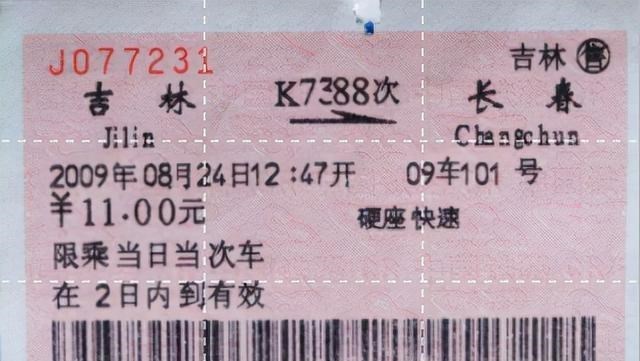 J077231 吉林 售
吉林 K7388次 长春
Jilin Changchun
2009年08月24日12:47开 09车101号
￥11.00元 硬座快速
限乘当日当次车
在2日内到有效